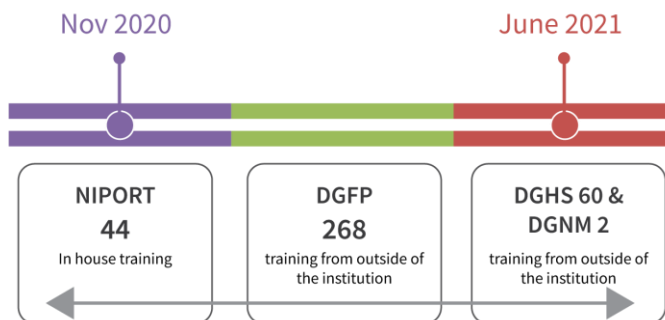 Nov 2020
June 2021
NIPORT
44
In house training
DGFP
268
training from outside of
the institution
DGHS 60 &
DGNM 2
training from outside of
the institution